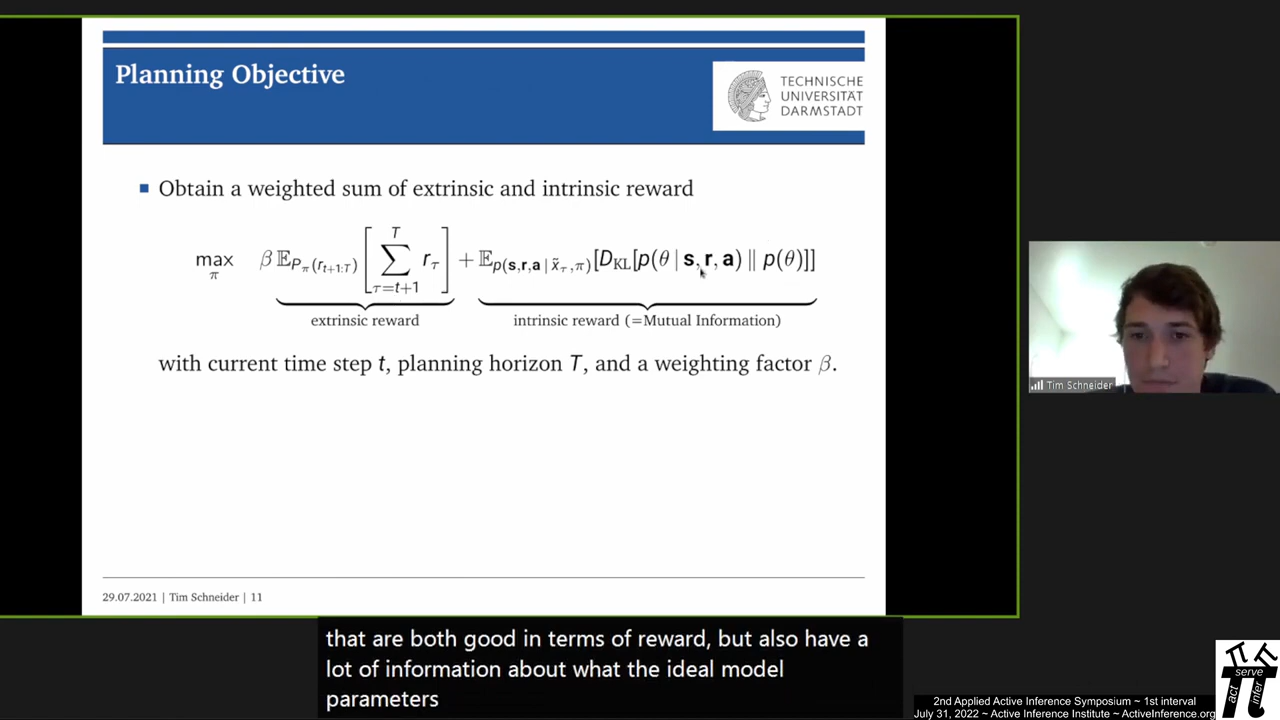 Planning Objective
TECHNISCHE
UNIVERSITÄT
DARMSTADT
■ Obtain a weighted sum of extrinsic and intrinsic reward
max_π β 𝔼_{P_π(r_{t+1:T})} [ ∑_{τ=t+1}^{T} r_τ ] + 𝔼_{p(s,r,a | x̃_τ,π)}[D_KL[p(θ | s, r, a) ‖ p(θ)]]
extrinsic reward
intrinsic reward (=Mutual Information)
with current time step t, planning horizon T, and a weighting factor β.
29.07.2021 | Tim Schneider | 11
Tim Schneider
that are both good in terms of reward, but also have a
lot of information about what the ideal model
parameters
serve
act
infer
2nd Applied Active Inference Symposium ~ 1st interval
July 31, 2022 ~ Active Inference Institute ~ ActiveInference.org